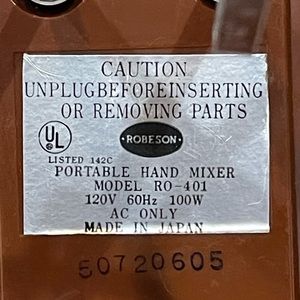 CAUTION
UNPLUGBEFOREINSERTING
OR REMOVING PARTS
UL
ROBESON
LISTED 142C
PORTABLE HAND MIXER
MODEL RO-401
120V 60Hz 100W
AC ONLY
MADE IN JAPAN
50720605